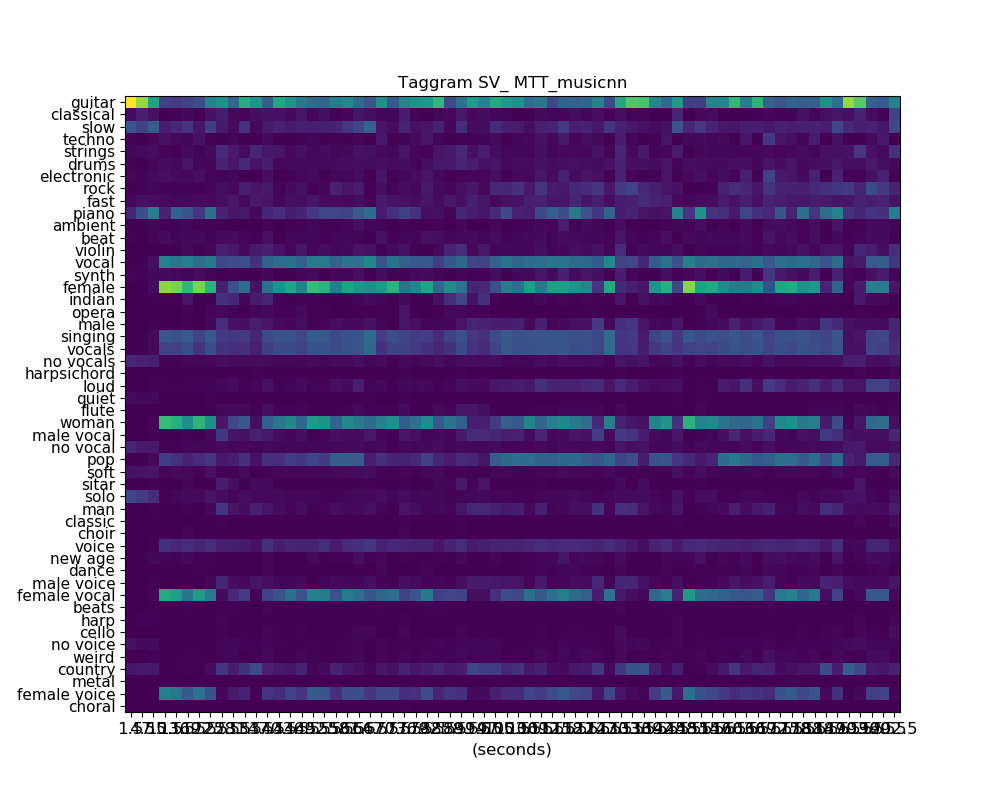 Taggram SV_ MTT_musicnn
guitar
classical
slow
techno
strings
drums
electronic
rock
fast
piano
ambient
beat
violin
vocal
synth
female
indian
opera
male
singing
vocals
no vocals
harpsichord
loud
quiet
flute
woman
male vocal
no vocal
pop
soft
sitar
solo
man
classic
choir
voice
new age
dance
male voice
female vocal
beats
harp
cello
no voice
weird
country
metal
female voice
choral
(seconds)